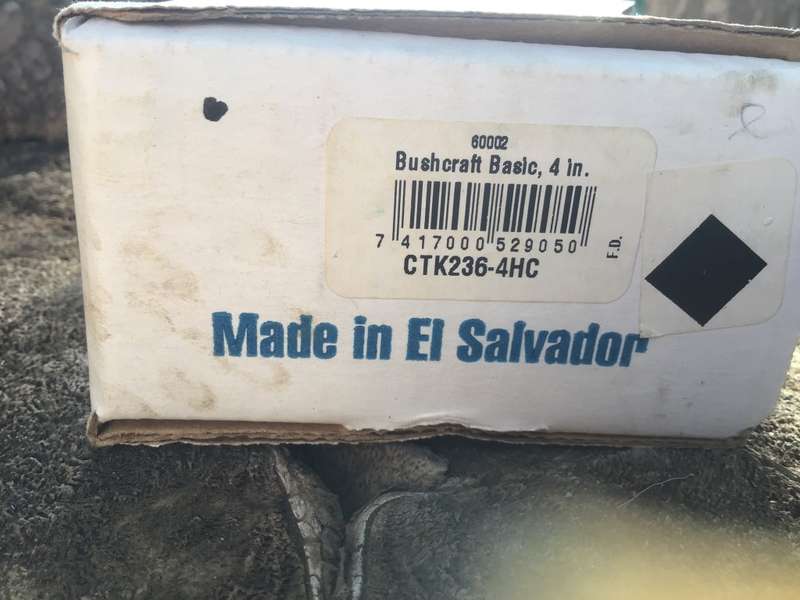 60002
Bushcraft Basic, 4 in.
7 417000 529050
F.D.
CTK236-4HC
Made in El Salvador